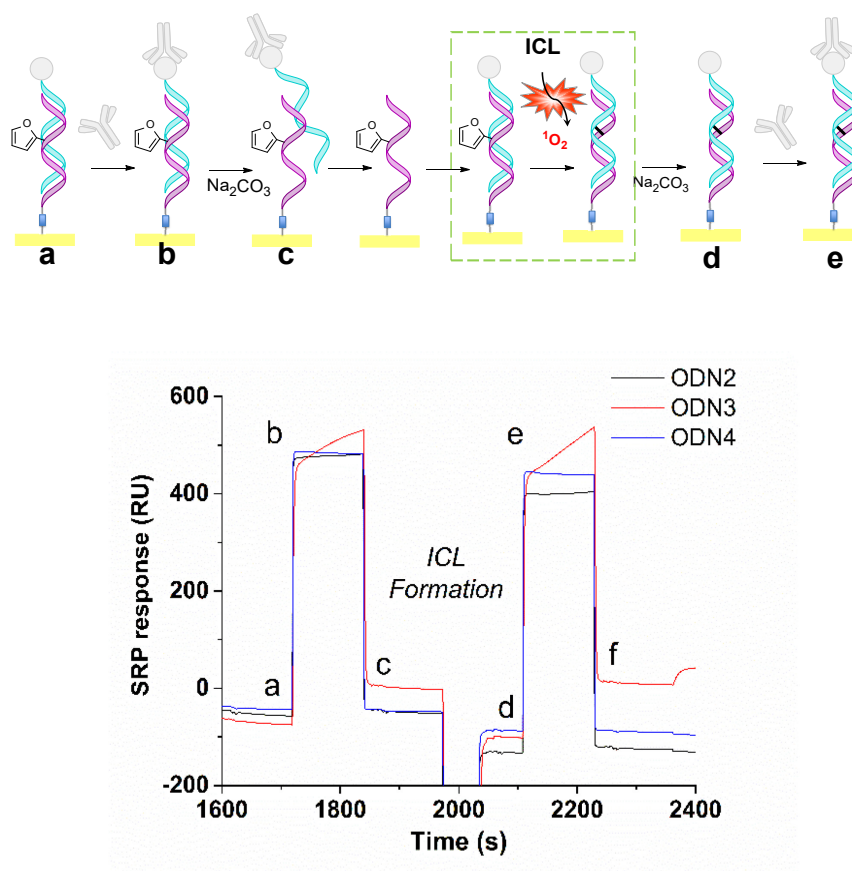 ICL
¹O₂
Na₂CO₃
Na₂CO₃
a
b
c
d
e
ODN2
ODN3
ODN4
600
400
200
0
-200
SRP response (RU)
b
e
ICL
Formation
a
c
d
f
1600
1800
2000
2200
2400
Time (s)
O
O
O
O
O